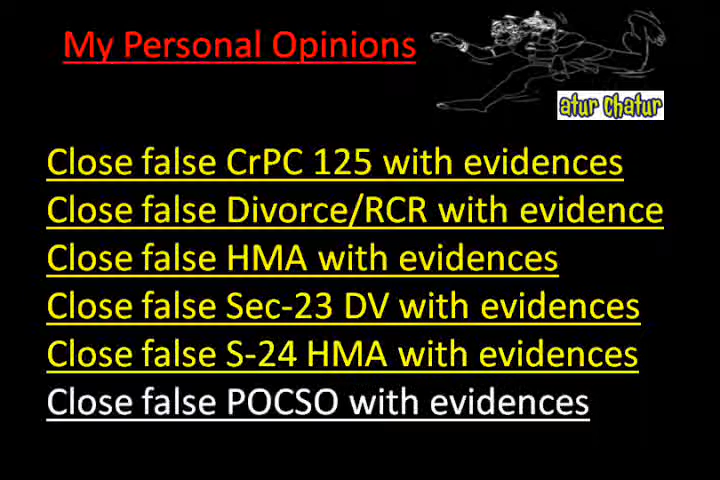 My Personal Opinions
atur Chatur
Close false CrPC 125 with evidences
Close false Divorce/RCR with evidence
Close false HMA with evidences
Close false Sec-23 DV with evidences
Close false S-24 HMA with evidences
Close false POCSO with evidences